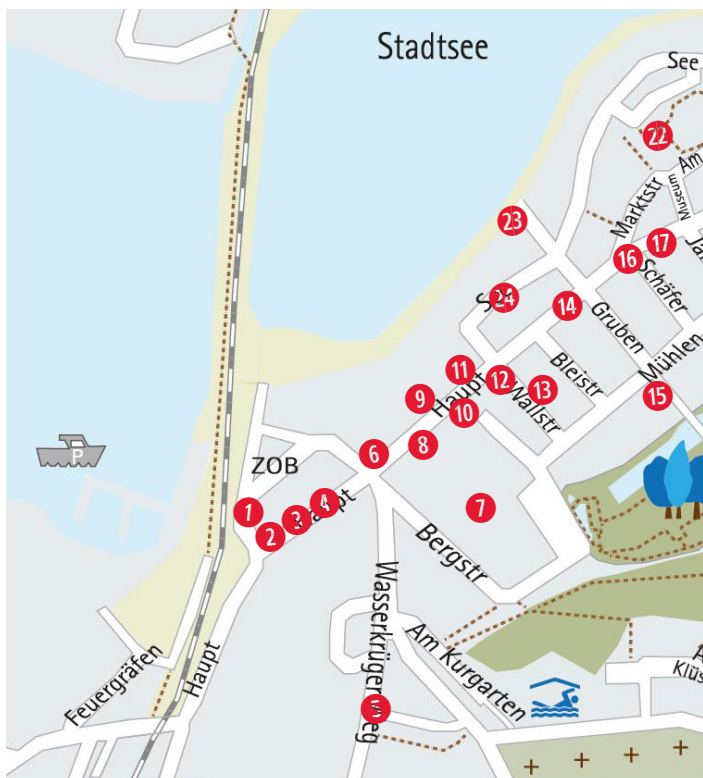 Stadtsee
See
22
Am
Museum
Marktstr
23
17
16
Schäfer
24
14
Gruben
Mühlen
Bleistr
11
Haupt
12
13
Wallstr
15
9
10
8
6
ZOB
P
4
Haupt
3
1
2
7
Bergstr
Wasserkrügerweg
Am Kurgarten
Haupt
Feuergräfen
Klüs
5